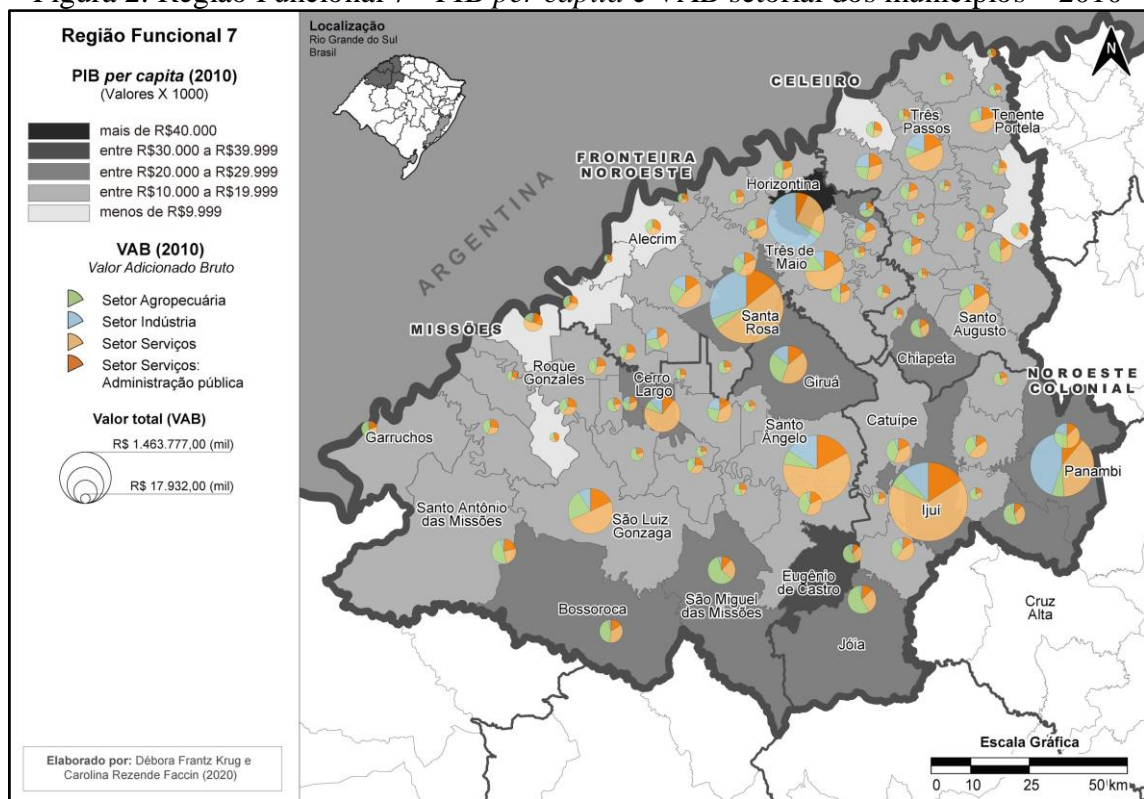 Figura 2: Região Funcional 7 - PIB per capita e VAB setorial dos municípios – 2010
Região Funcional 7
PIB per capita (2010)
(Valores X 1000)
mais de R$40.000
entre R$30.000 a R$39.999
entre R$20.000 a R$29.999
entre R$10.000 a R$19.999
menos de R$9.999
VAB (2010)
Valor Adicionado Bruto
Setor Agropecuária
Setor Indústria
Setor Serviços
Setor Serviços:
Administração pública
Valor total (VAB)
R$ 1.463.777,00 (mil)
R$ 17.932,00 (mil)
Elaborado por: Débora Frantz Krug e
Carolina Rezende Faccin (2020)
Localização
Rio Grande do Sul
Brasil
N
CELEIRO
Três
Passos
Tenente
Portela
FRONTEIRA
NOROESTE
Horizontina
ARGENTINA
Alecrim
Três de
Maio
Santa
Rosa
Santo
Augusto
MISSÕES
Chiapeta
Roque
Gonzales
Cerro
Largo
Giruá
NOROESTE
COLONIAL
Garruchos
Santo
Ângelo
Catuípe
Panambi
Ijuí
Santo Antônio
das Missões
São Luiz
Gonzaga
São Miguel
das Missões
Eugênio
de Castro
Bossoroca
Jóia
Cruz
Alta
Escala Gráfica
0 10 25 50 km